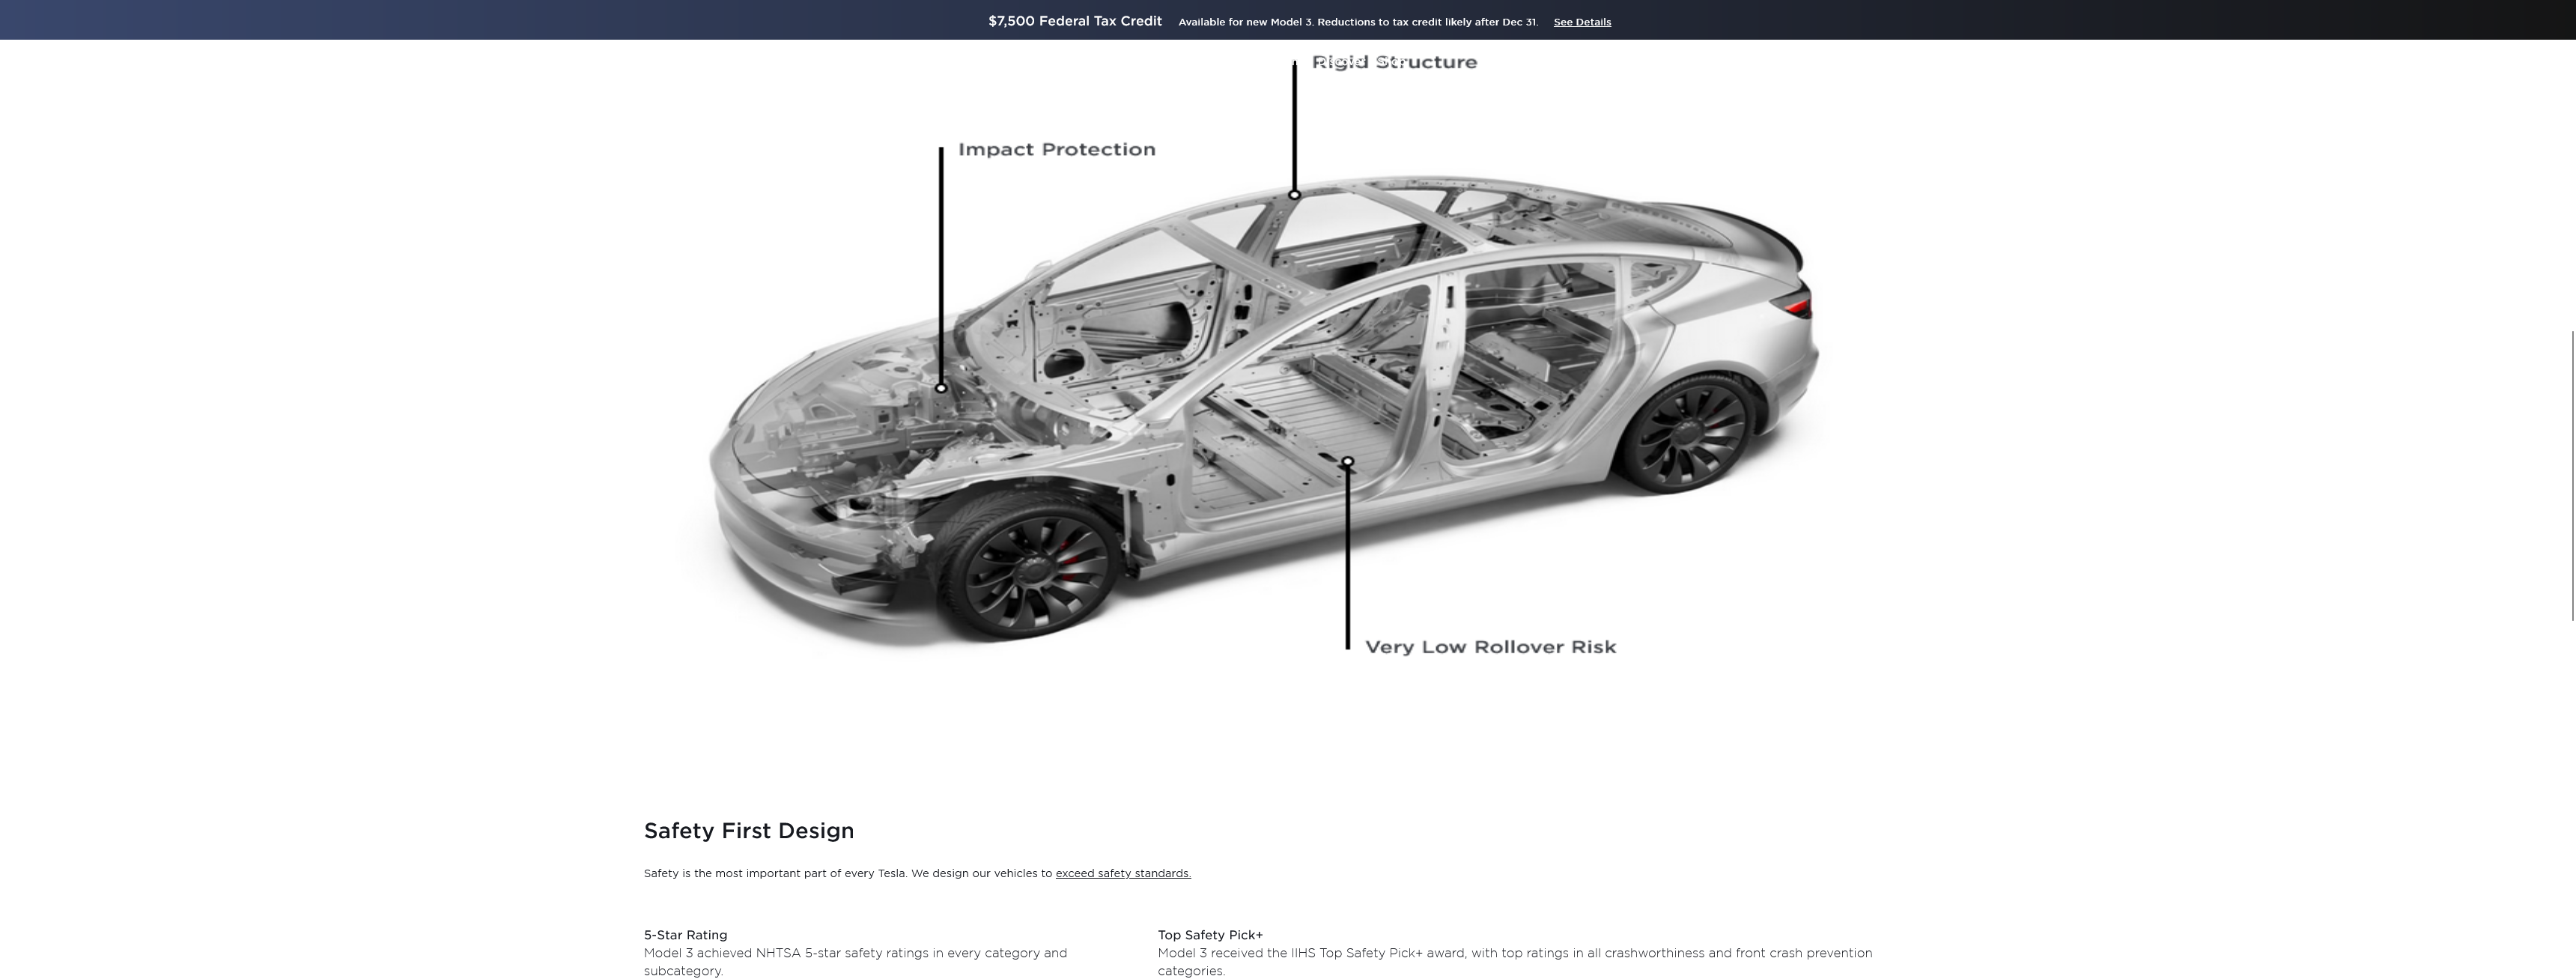 $7,500 Federal Tax Credit Available for new Model 3. Reductions to tax credit likely after Dec 31. See Details
Rigid Structure
Impact Protection
Very Low Rollover Risk
Safety First Design
Safety is the most important part of every Tesla. We design our vehicles to exceed safety standards.
5-Star Rating
Model 3 achieved NHTSA 5-star safety ratings in every category and
subcategory.
Top Safety Pick+
Model 3 received the IIHS Top Safety Pick+ award, with top ratings in all crashworthiness and front crash prevention
categories.